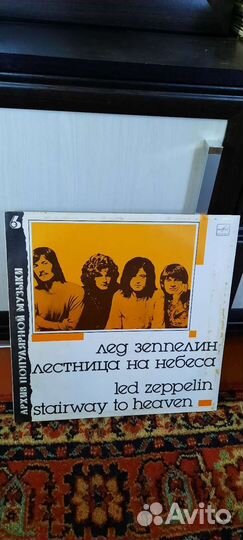 6
АРХИВ ПОПУЛЯРНОЙ МУЗЫКИ
лед зеппелин
лестница на небеса
led zeppelin
stairway to heaven
Avito